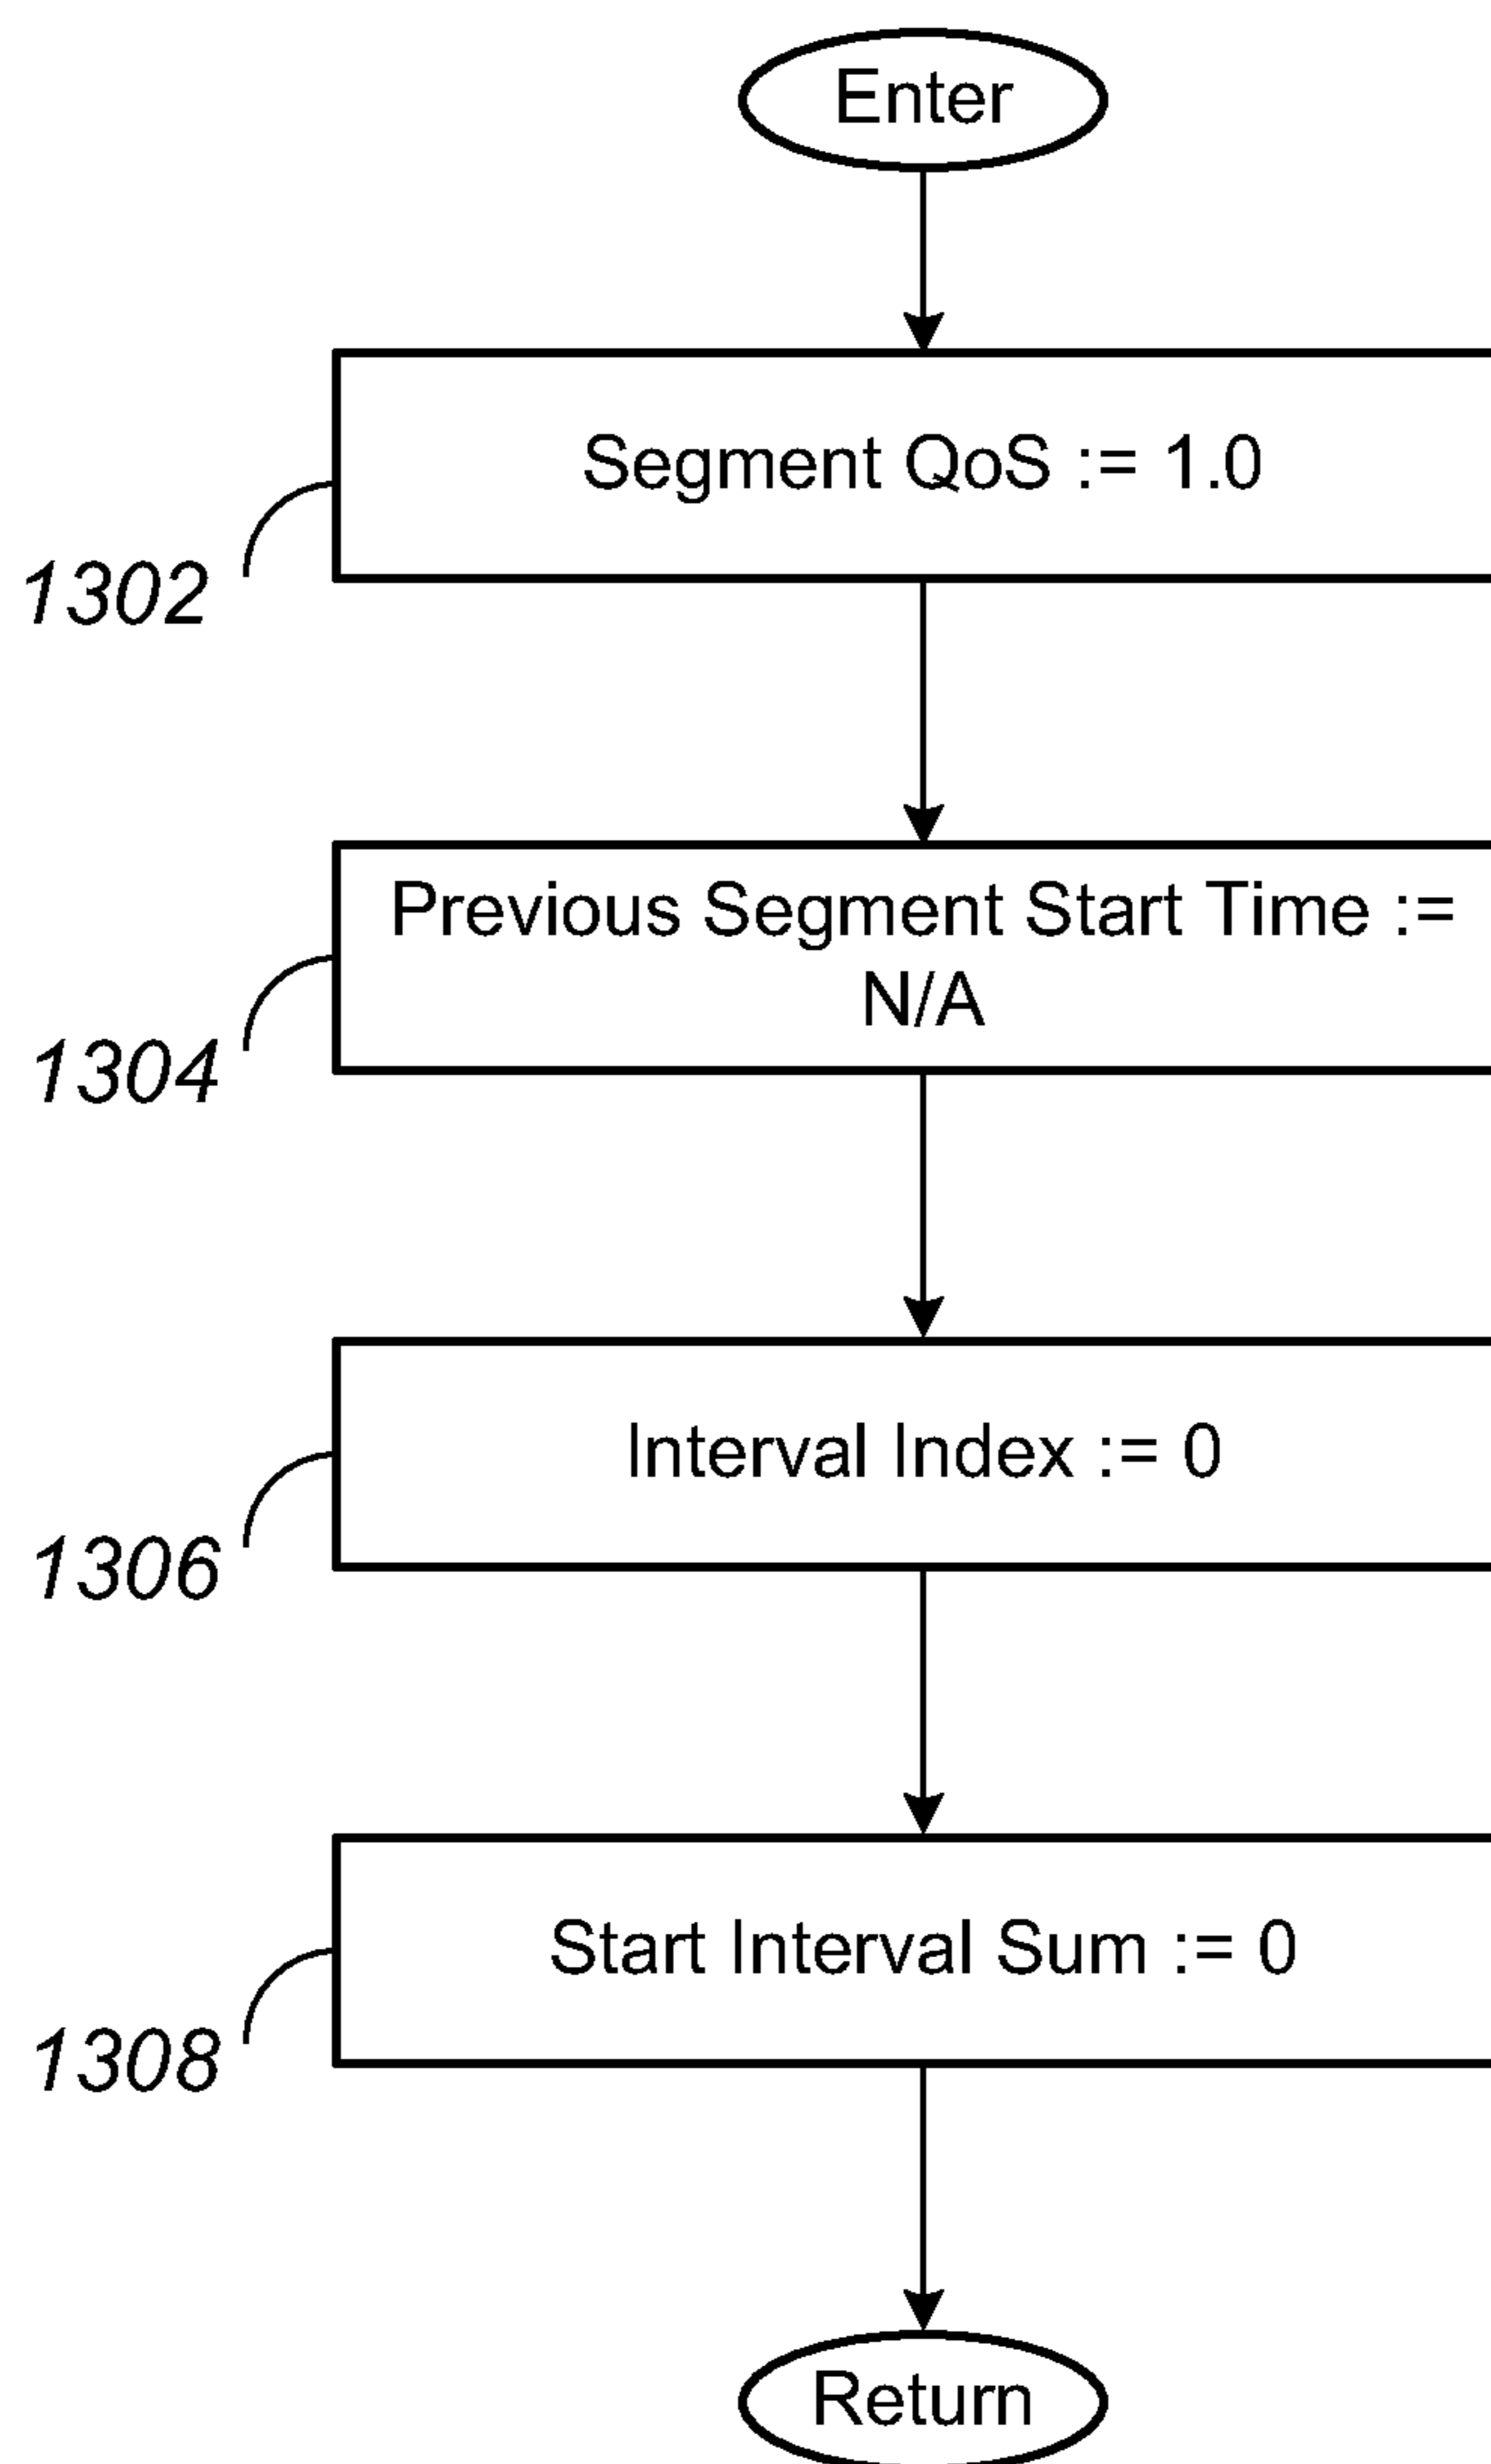 Enter
Segment QoS := 1.0
1302
Previous Segment Start Time :=
N/A
1304
Interval Index := 0
1306
Start Interval Sum := 0
1308
Return